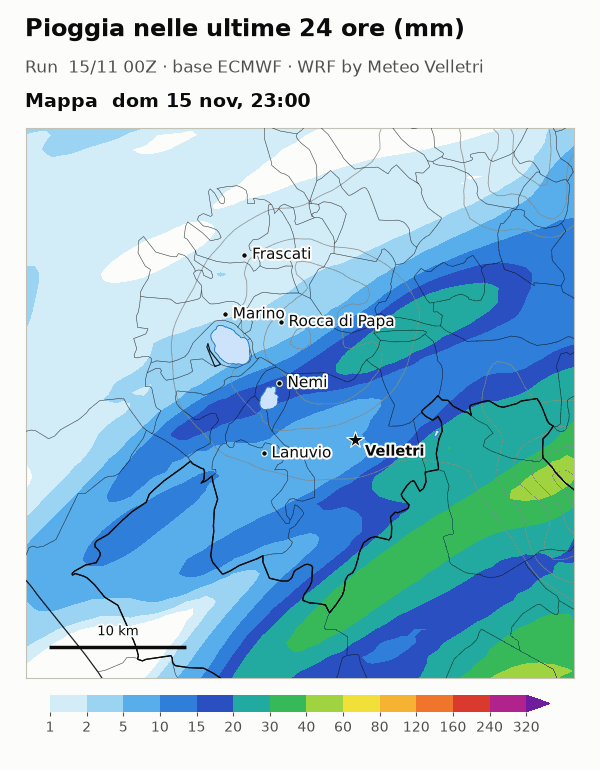 Pioggia nelle ultime 24 ore (mm)
Run  15/11 00Z · base ECMWF · WRF by Meteo Velletri
Mappa  dom 15 nov, 23:00
Frascati
Marino
Rocca di Papa
Nemi
Velletri
Lanuvio
10 km
1 2 5 10 15 20 30 40 60 80 120 160 240 320